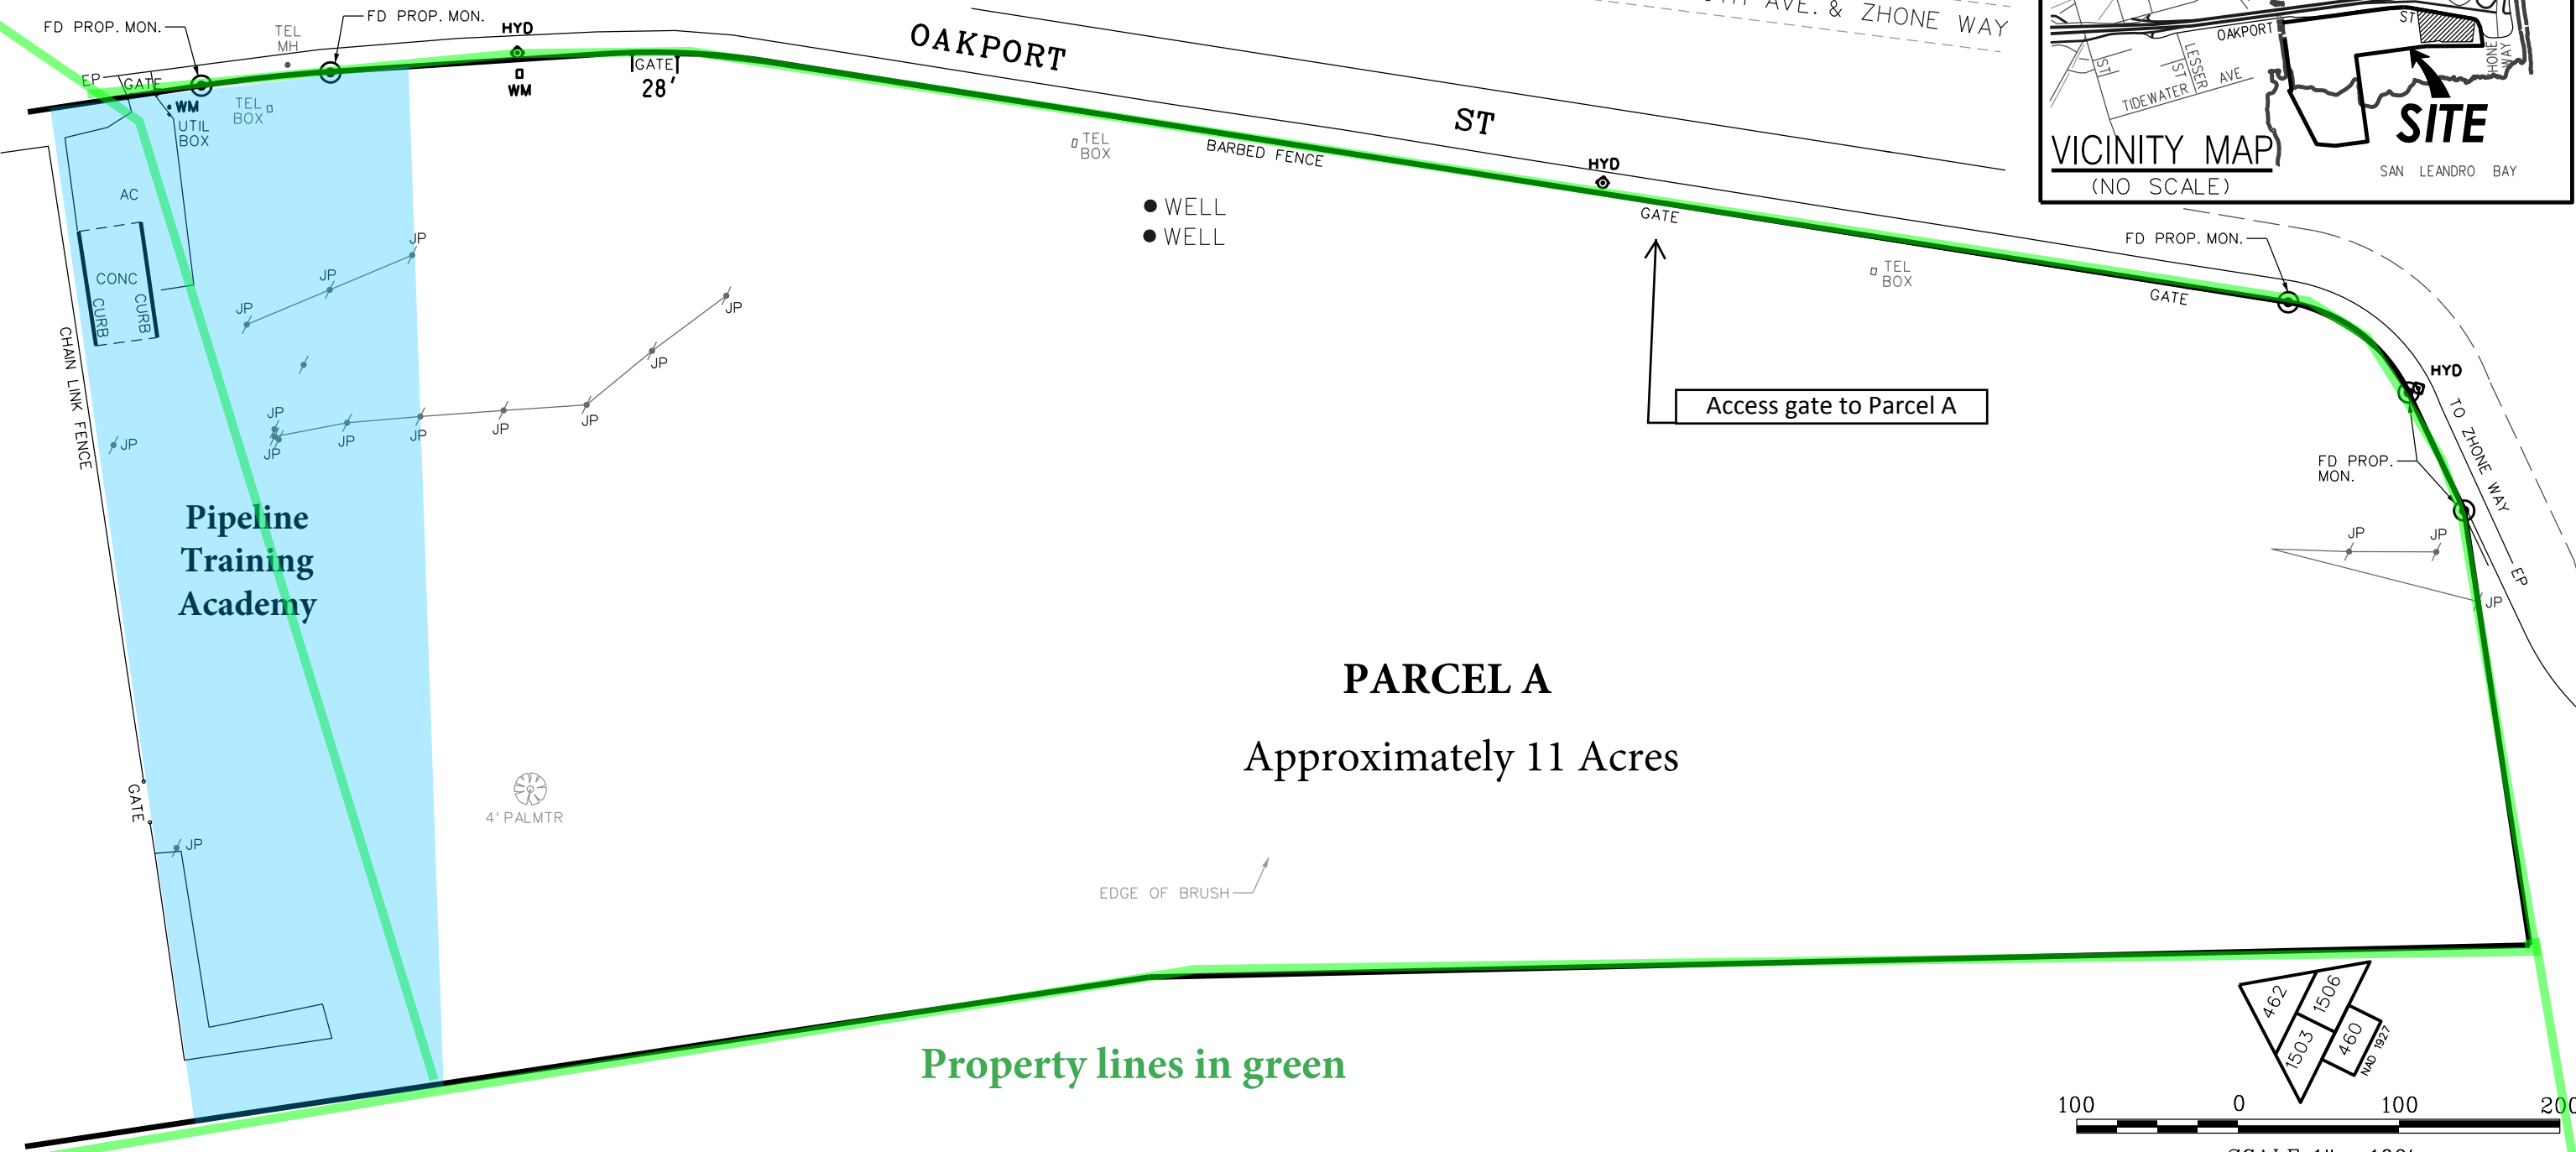 FD PROP. MON.
FD PROP. MON.
TEL
MH
HYD
EP
GATE
WM
UTIL
BOX
TEL
BOX
WM
GATE
28'
OAKPORT
ST
AVE. & ZHONE WAY
OAKPORT
ST
ST
LESSER
ST
TIDEWATER AVE
WAY
SITE
VICINITY MAP
(NO SCALE)
SAN LEANDRO BAY
TEL
BOX
BARBED FENCE
HYD
GATE
WELL
WELL
TEL
BOX
FD PROP. MON.
GATE
AC
CONC
CURB
CURB
CHAIN LINK FENCE
JP
JP
JP
JP
JP
JP
JP
JP
JP
JP
JP
JP
JP
Access gate to Parcel A
HYD
TO ZHONE WAY
FD PROP.
MON.
EP
JP
JP
JP
Pipeline
Training
Academy
PARCEL A
Approximately 11 Acres
GATE
JP
4' PALMTR
EDGE OF BRUSH
Property lines in green
462
1506
1503
460
NAD 1927
100 0 100